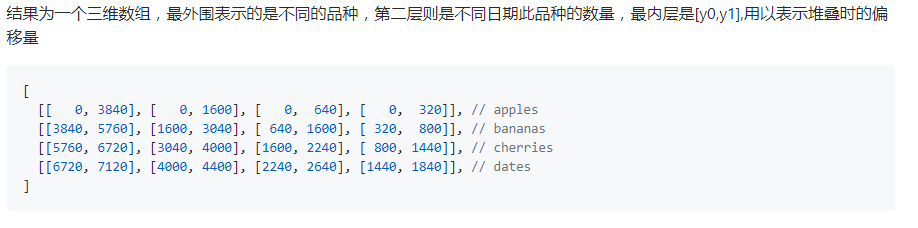 结果为一个三维数组，最外围表示的是不同的品种，第二层则是不同日期此品种的数量，最内层是[y0,y1],用以表示堆叠时的偏
移量
[
  [[   0, 3840], [   0, 1600], [   0,  640], [   0,  320]], // apples
  [[3840, 5760], [1600, 3040], [ 640, 1600], [ 320,  800]], // bananas
  [[5760, 6720], [3040, 4000], [1600, 2240], [ 800, 1440]], // cherries
  [[6720, 7120], [4000, 4400], [2240, 2640], [1440, 1840]], // dates
]